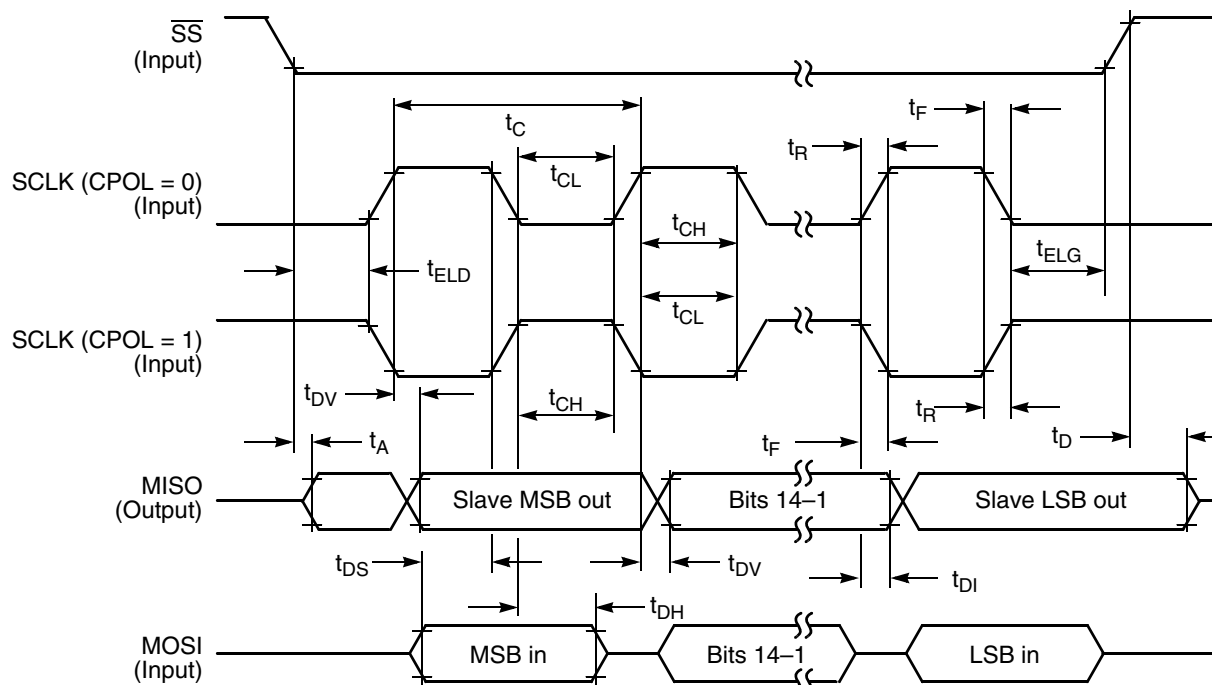 SS
(Input)
tC
tF
tR
SCLK (CPOL = 0)
(Input)
tCL
tCH
tELD
tELG
tCL
SCLK (CPOL = 1)
(Input)
tDV
tCH
tR
tA
tF
tD
MISO
(Output)
Slave MSB out
Bits 14–1
Slave LSB out
tDS
tDV
tDI
tDH
MOSI
(Input)
MSB in
Bits 14–1
LSB in